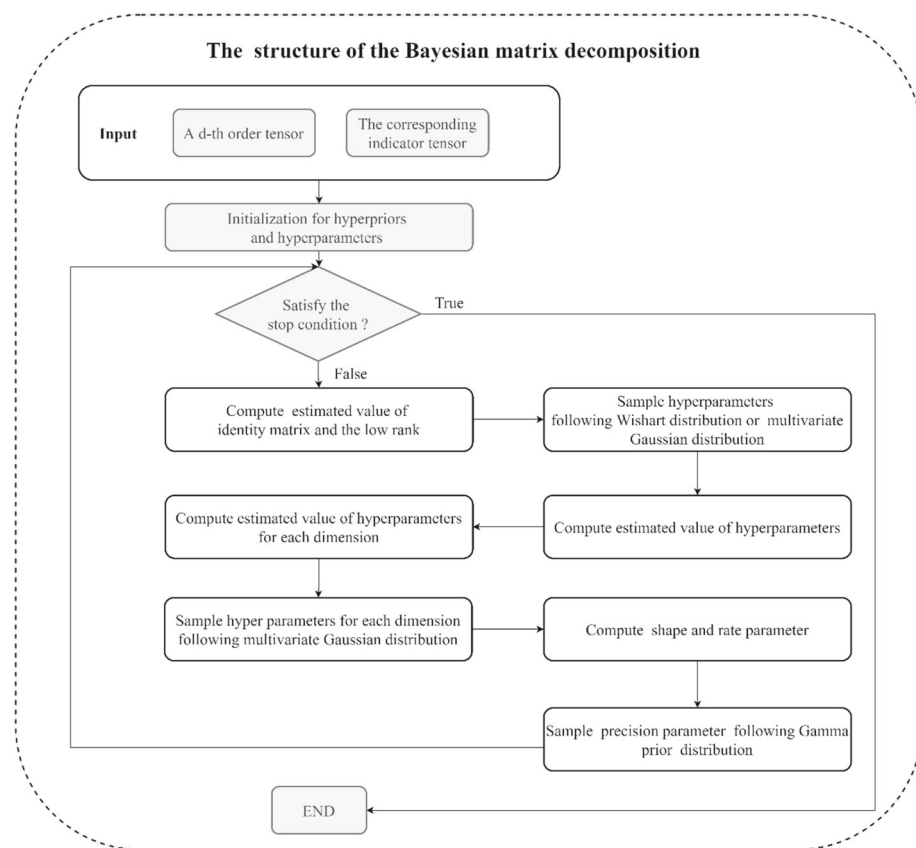 The structure of the Bayesian matrix decomposition
Input
A d-th order tensor
The corresponding
indicator tensor
Initialization for hyperpriors
and hyperparameters
Satisfy the
stop condition ?
True
False
Compute estimated value of
identity matrix and the low rank
Sample hyperparameters
following Wishart distribution or multivariate
Gaussian distribution
Compute estimated value of hyperparameters
Compute estimated value of hyperparameters
for each dimension
Sample hyper parameters for each dimension
following multivariate Gaussian distribution
Compute shape and rate parameter
Sample precision parameter following Gamma
prior distribution
END